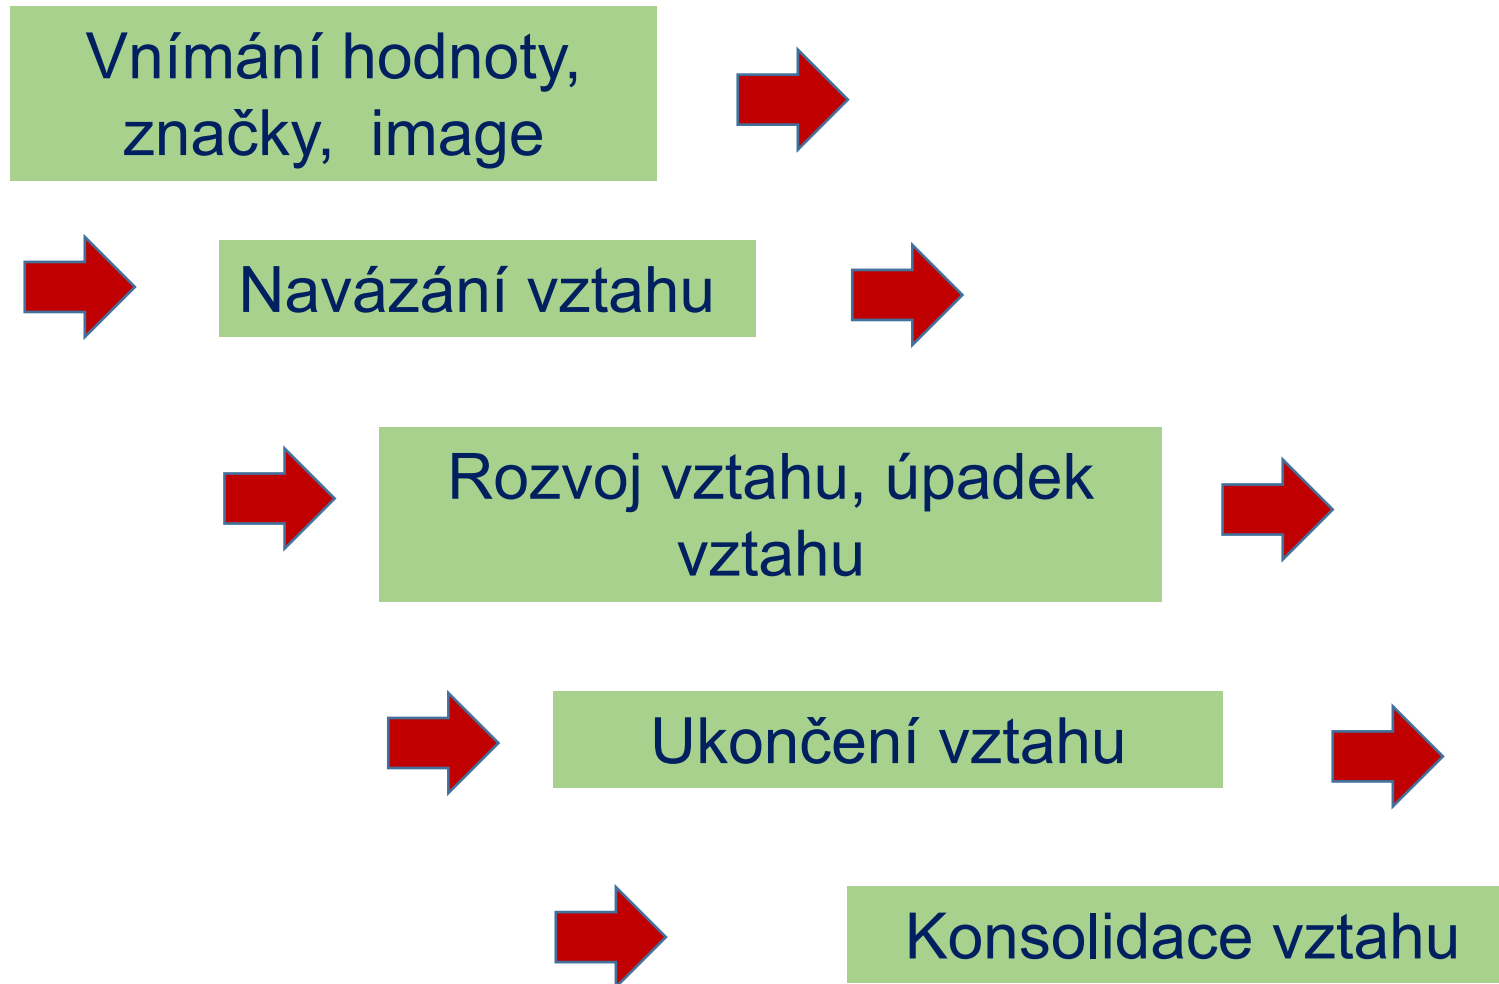 Vnímání hodnoty,
značky,  image
Navázání vztahu
Rozvoj vztahu, úpadek
vztahu
Ukončení vztahu
Konsolidace vztahu